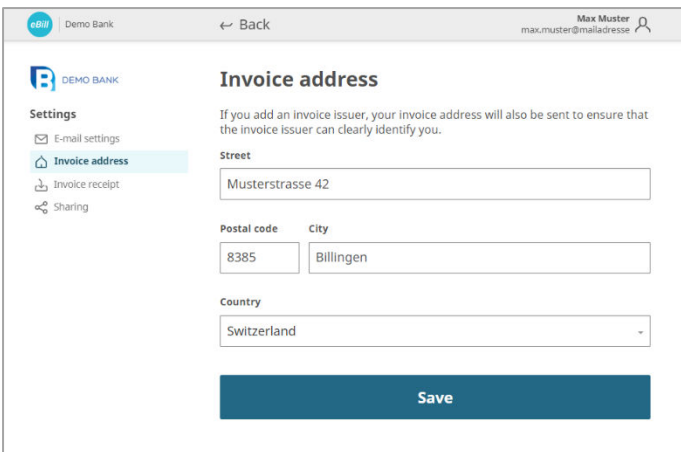 eBill
Demo Bank
Back
Max Muster
max.muster@mailadresse
DEMO BANK
Settings
E-mail settings
Invoice address
Invoice receipt
Sharing
Invoice address
If you add an invoice issuer, your invoice address will also be sent to ensure that
the invoice issuer can clearly identify you.
Street
Musterstrasse 42
Postal code City
8385 Billingen
Country
Switzerland
Save